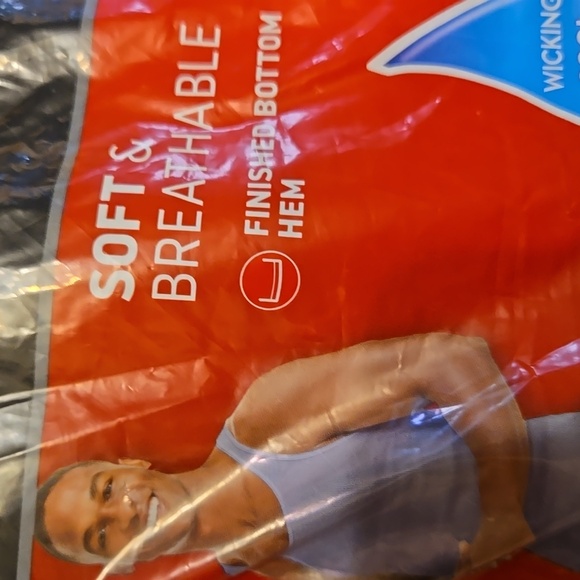 SOFT &
BREATHABLE
FINISHED BOTTOM
HEM
WICKING